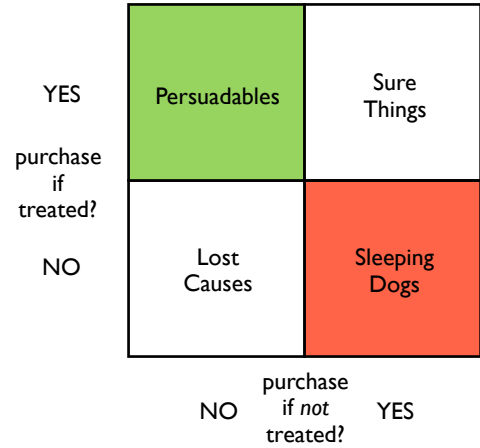 YES
Persuadables
Sure
Things
purchase
if
treated?
NO
Lost
Causes
Sleeping
Dogs
NO
purchase
if not
treated?
YES